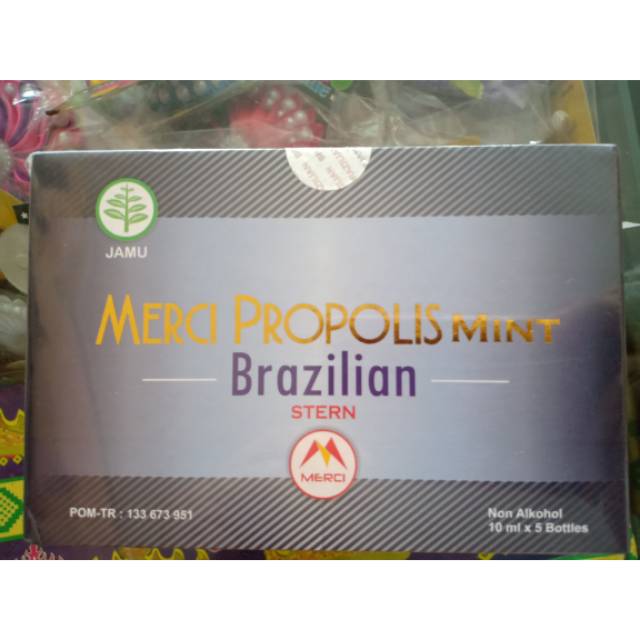 JAMU
MERCI PROPOLIS MINT
Brazilian
STERN
MERCI
POM-TR : 133 673 951
Non Alkohol
10 ml x 5 Bottles